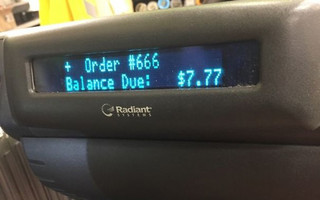 + Order #666
Balance Due: $7.77
Radiant
SYSTEMS